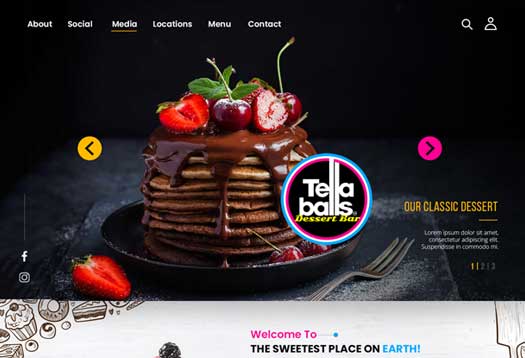 About Social Media Locations Menu Contact
Tella
balls
Dessert Bar
OUR CLASSIC DESSERT
Lorem ipsum dolor sit amet,
consectetur adipiscing elit.
Suspendisse in commodo mi.
1 | 2 | 3
Welcome To
THE SWEETEST PLACE ON EARTH!